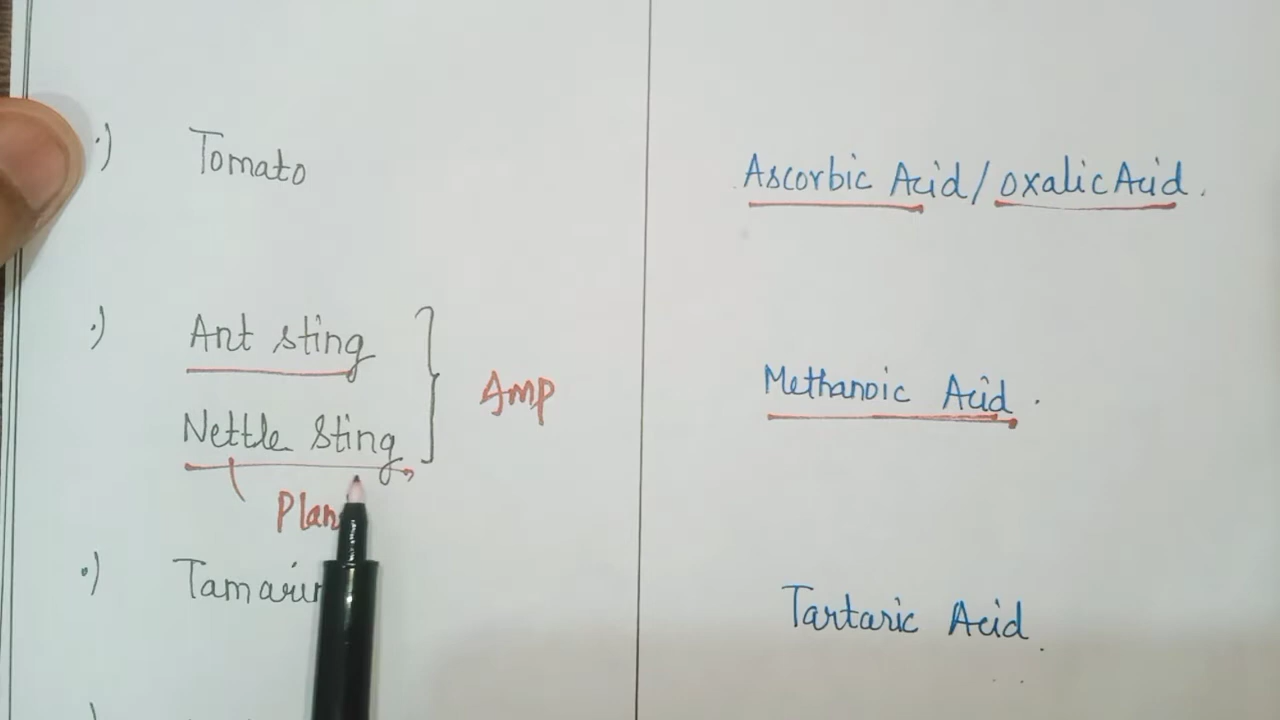 .) Tomato Ascorbic Acid / oxalic Acid.
.) Ant sting
Amp Methanoic Acid.
Nettle Sting
.) Tartaric Acid.